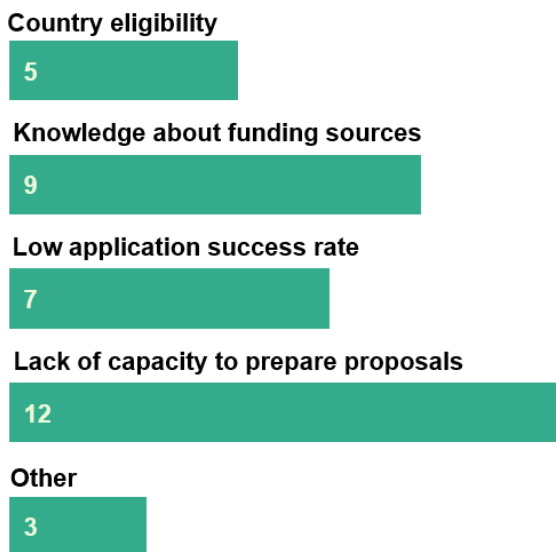 Country eligibility
5
Knowledge about funding sources
9
Low application success rate
7
Lack of capacity to prepare proposals
12
Other
3